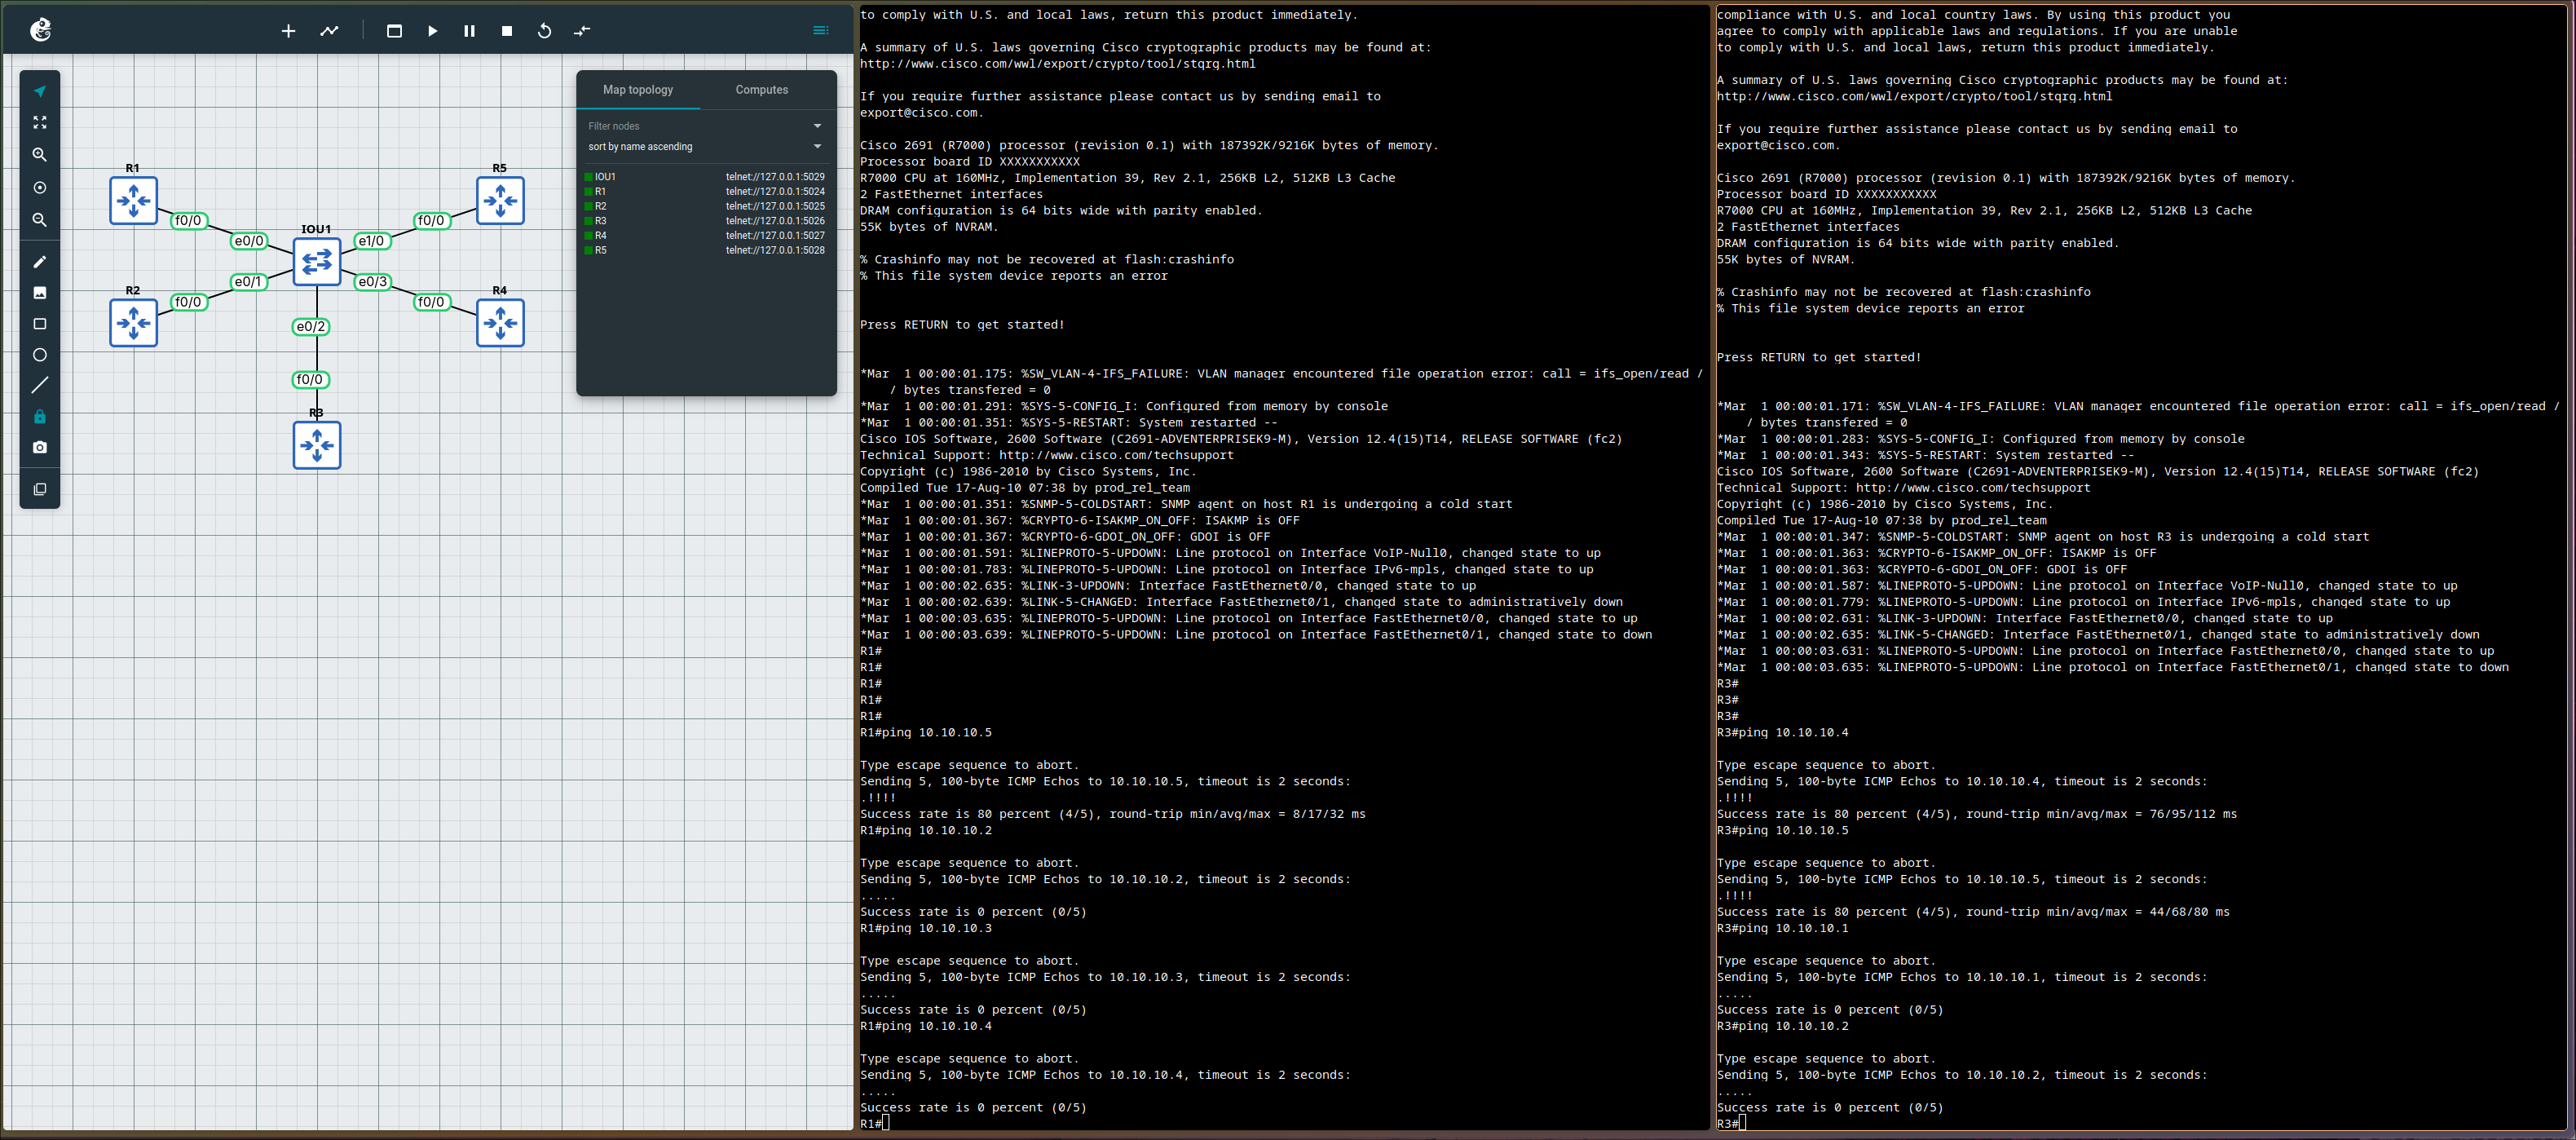 Map topology
Computes
Filter nodes
sort by name ascending
IOU1 telnet://127.0.0.1:5029
R1 telnet://127.0.0.1:5024
R2 telnet://127.0.0.1:5025
R3 telnet://127.0.0.1:5026
R4 telnet://127.0.0.1:5027
R5 telnet://127.0.0.1:5028
R1
R5
f0/0
f0/0
IOU1
e0/0
e1/0
e0/1
e0/3
R2
R4
f0/0
f0/0
e0/2
f0/0
R3
to comply with U.S. and local laws, return this product immediately.
A summary of U.S. laws governing Cisco cryptographic products may be found at:
http://www.cisco.com/wwl/export/crypto/tool/stqrg.html
If you require further assistance please contact us by sending email to
export@cisco.com.
Cisco 2691 (R7000) processor (revision 0.1) with 187392K/9216K bytes of memory.
Processor board ID XXXXXXXXXXX
R7000 CPU at 160MHz, Implementation 39, Rev 2.1, 256KB L2, 512KB L3 Cache
2 FastEthernet interfaces
DRAM configuration is 64 bits wide with parity enabled.
55K bytes of NVRAM.
% Crashinfo may not be recovered at flash:crashinfo
% This file system device reports an error
Press RETURN to get started!
*Mar  1 00:00:01.175: %SW_VLAN-4-IFS_FAILURE: VLAN manager encountered file operation error: call = ifs_open/read /
/ bytes transfered = 0
*Mar  1 00:00:01.291: %SYS-5-CONFIG_I: Configured from memory by console
*Mar  1 00:00:01.351: %SYS-5-RESTART: System restarted --
Cisco IOS Software, 2600 Software (C2691-ADVENTERPRISEK9-M), Version 12.4(15)T14, RELEASE SOFTWARE (fc2)
Technical Support: http://www.cisco.com/techsupport
Copyright (c) 1986-2010 by Cisco Systems, Inc.
Compiled Tue 17-Aug-10 07:38 by prod_rel_team
*Mar  1 00:00:01.351: %SNMP-5-COLDSTART: SNMP agent on host R1 is undergoing a cold start
*Mar  1 00:00:01.367: %CRYPTO-6-ISAKMP_ON_OFF: ISAKMP is OFF
*Mar  1 00:00:01.367: %CRYPTO-6-GDOI_ON_OFF: GDOI is OFF
*Mar  1 00:00:01.591: %LINEPROTO-5-UPDOWN: Line protocol on Interface VoIP-Null0, changed state to up
*Mar  1 00:00:01.783: %LINEPROTO-5-UPDOWN: Line protocol on Interface IPv6-mpls, changed state to up
*Mar  1 00:00:02.635: %LINK-3-UPDOWN: Interface FastEthernet0/0, changed state to up
*Mar  1 00:00:02.639: %LINK-5-CHANGED: Interface FastEthernet0/1, changed state to administratively down
*Mar  1 00:00:03.635: %LINEPROTO-5-UPDOWN: Line protocol on Interface FastEthernet0/0, changed state to up
*Mar  1 00:00:03.639: %LINEPROTO-5-UPDOWN: Line protocol on Interface FastEthernet0/1, changed state to down
R1#
R1#
R1#
R1#
R1#
R1#ping 10.10.10.5
Type escape sequence to abort.
Sending 5, 100-byte ICMP Echos to 10.10.10.5, timeout is 2 seconds:
.!!!!
Success rate is 80 percent (4/5), round-trip min/avg/max = 8/17/32 ms
R1#ping 10.10.10.2
Type escape sequence to abort.
Sending 5, 100-byte ICMP Echos to 10.10.10.2, timeout is 2 seconds:
.....
Success rate is 0 percent (0/5)
R1#ping 10.10.10.3
Type escape sequence to abort.
Sending 5, 100-byte ICMP Echos to 10.10.10.3, timeout is 2 seconds:
.....
Success rate is 0 percent (0/5)
R1#ping 10.10.10.4
Type escape sequence to abort.
Sending 5, 100-byte ICMP Echos to 10.10.10.4, timeout is 2 seconds:
.....
Success rate is 0 percent (0/5)
R1#
compliance with U.S. and local country laws. By using this product you
agree to comply with applicable laws and regulations. If you are unable
to comply with U.S. and local laws, return this product immediately.
A summary of U.S. laws governing Cisco cryptographic products may be found at:
http://www.cisco.com/wwl/export/crypto/tool/stqrg.html
If you require further assistance please contact us by sending email to
export@cisco.com.
Cisco 2691 (R7000) processor (revision 0.1) with 187392K/9216K bytes of memory.
Processor board ID XXXXXXXXXXX
R7000 CPU at 160MHz, Implementation 39, Rev 2.1, 256KB L2, 512KB L3 Cache
2 FastEthernet interfaces
DRAM configuration is 64 bits wide with parity enabled.
55K bytes of NVRAM.
% Crashinfo may not be recovered at flash:crashinfo
% This file system device reports an error
Press RETURN to get started!
*Mar  1 00:00:01.171: %SW_VLAN-4-IFS_FAILURE: VLAN manager encountered file operation error: call = ifs_open/read /
/ bytes transfered = 0
*Mar  1 00:00:01.283: %SYS-5-CONFIG_I: Configured from memory by console
*Mar  1 00:00:01.343: %SYS-5-RESTART: System restarted --
Cisco IOS Software, 2600 Software (C2691-ADVENTERPRISEK9-M), Version 12.4(15)T14, RELEASE SOFTWARE (fc2)
Technical Support: http://www.cisco.com/techsupport
Copyright (c) 1986-2010 by Cisco Systems, Inc.
Compiled Tue 17-Aug-10 07:38 by prod_rel_team
*Mar  1 00:00:01.347: %SNMP-5-COLDSTART: SNMP agent on host R3 is undergoing a cold start
*Mar  1 00:00:01.363: %CRYPTO-6-ISAKMP_ON_OFF: ISAKMP is OFF
*Mar  1 00:00:01.363: %CRYPTO-6-GDOI_ON_OFF: GDOI is OFF
*Mar  1 00:00:01.587: %LINEPROTO-5-UPDOWN: Line protocol on Interface VoIP-Null0, changed state to up
*Mar  1 00:00:01.779: %LINEPROTO-5-UPDOWN: Line protocol on Interface IPv6-mpls, changed state to up
*Mar  1 00:00:02.631: %LINK-3-UPDOWN: Interface FastEthernet0/0, changed state to up
*Mar  1 00:00:02.635: %LINK-5-CHANGED: Interface FastEthernet0/1, changed state to administratively down
*Mar  1 00:00:03.631: %LINEPROTO-5-UPDOWN: Line protocol on Interface FastEthernet0/0, changed state to up
*Mar  1 00:00:03.635: %LINEPROTO-5-UPDOWN: Line protocol on Interface FastEthernet0/1, changed state to down
R3#
R3#
R3#
R3#ping 10.10.10.4
Type escape sequence to abort.
Sending 5, 100-byte ICMP Echos to 10.10.10.4, timeout is 2 seconds:
.!!!!
Success rate is 80 percent (4/5), round-trip min/avg/max = 76/95/112 ms
R3#ping 10.10.10.5
Type escape sequence to abort.
Sending 5, 100-byte ICMP Echos to 10.10.10.5, timeout is 2 seconds:
.!!!!
Success rate is 80 percent (4/5), round-trip min/avg/max = 44/68/80 ms
R3#ping 10.10.10.1
Type escape sequence to abort.
Sending 5, 100-byte ICMP Echos to 10.10.10.1, timeout is 2 seconds:
.....
Success rate is 0 percent (0/5)
R3#ping 10.10.10.2
Type escape sequence to abort.
Sending 5, 100-byte ICMP Echos to 10.10.10.2, timeout is 2 seconds:
.....
Success rate is 0 percent (0/5)
R3#